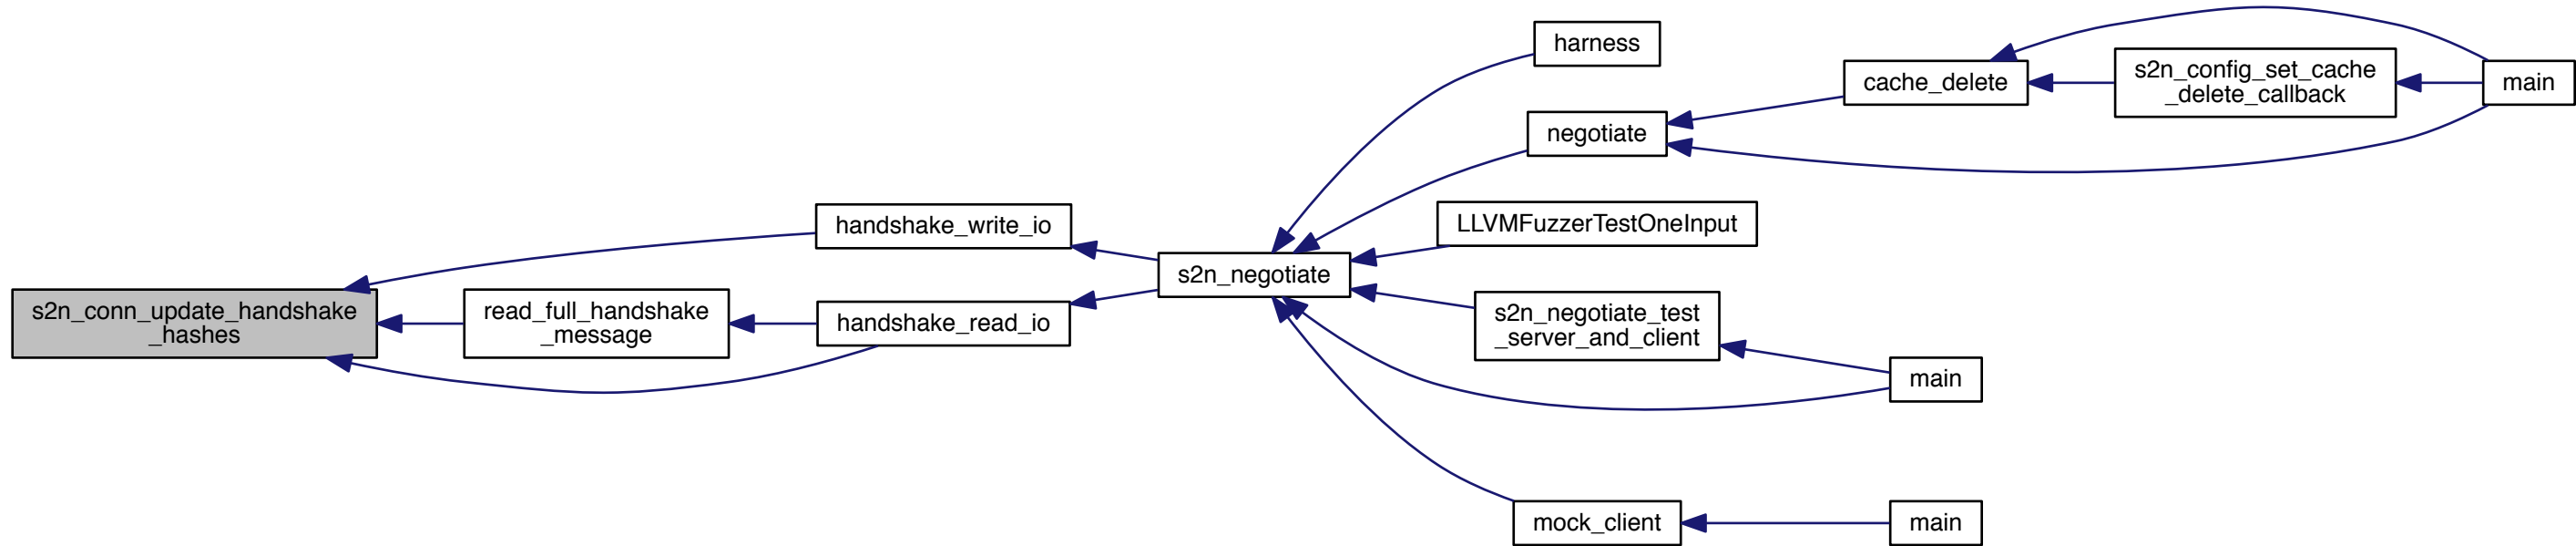 s2n_conn_update_handshake
_hashes
handshake_write_io
read_full_handshake
_message
handshake_read_io
s2n_negotiate
harness
negotiate
LLVMFuzzerTestOneInput
s2n_negotiate_test
_server_and_client
mock_client
cache_delete
s2n_config_set_cache
_delete_callback
main
main
main